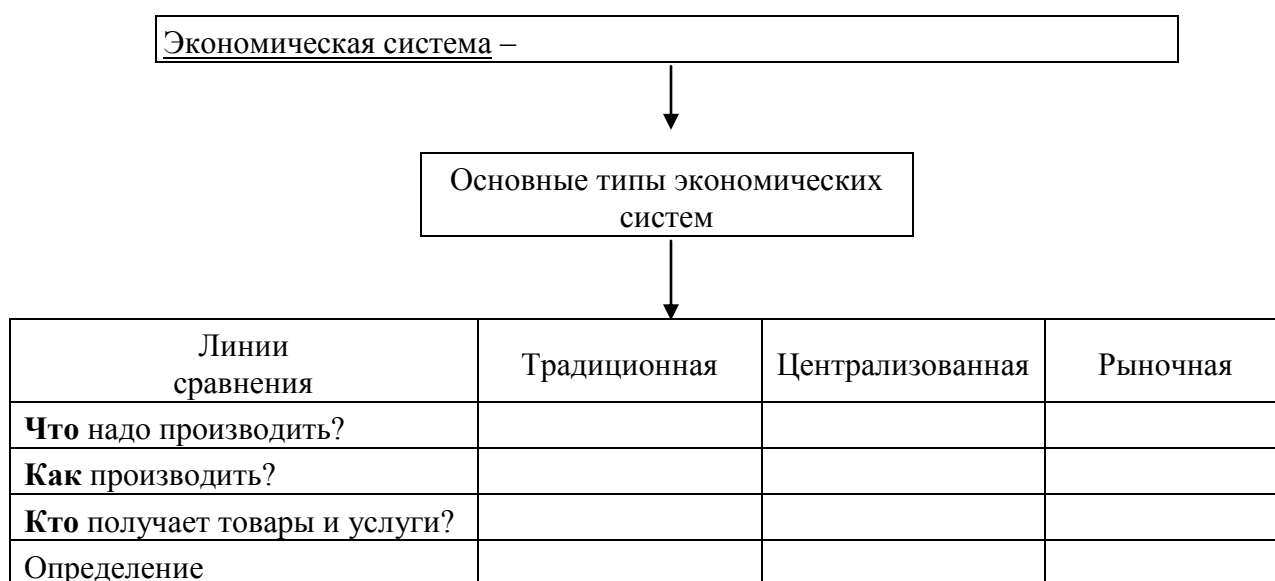 Экономическая система –
Основные типы экономических
систем
Линии
сравнения
Традиционная
Централизованная
Рыночная
Что надо производить?
Как производить?
Кто получает товары и услуги?
Определение